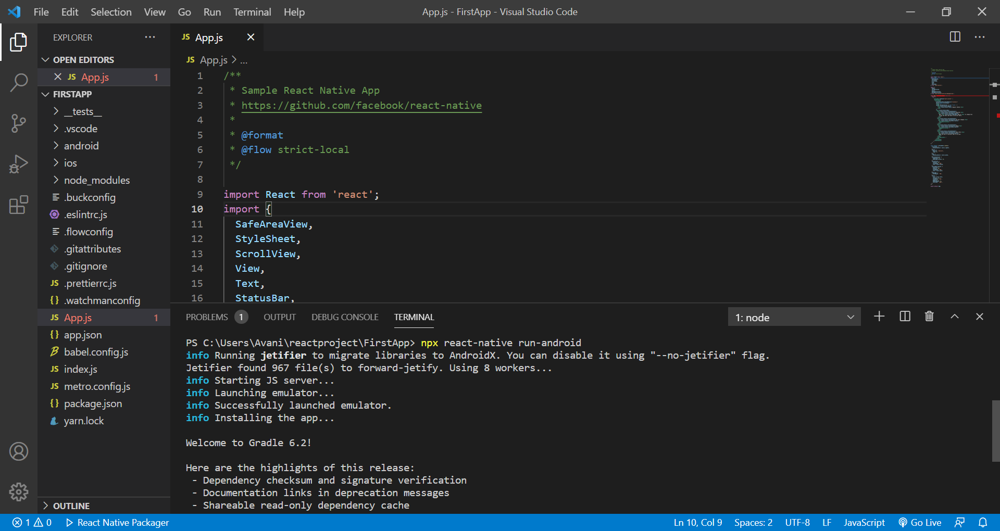 File Edit Selection View Go Run Terminal Help
App.js - FirstApp - Visual Studio Code
EXPLORER
OPEN EDITORS
JS App.js 1
FIRSTAPP
__tests__
.vscode
android
ios
node_modules
.buckconfig
.eslintrc.js
.flowconfig
.gitattributes
.gitignore
JS .prettierrc.js
{} .watchmanconfig
JS App.js 1
{} app.json
babel.config.js
JS index.js
JS metro.config.js
{} package.json
yarn.lock
OUTLINE
JS App.js
JS App.js > ...
1 /**
2 * Sample React Native App
3 * https://github.com/facebook/react-native
4 *
5 * @format
6 * @flow strict-local
7 */
8
9 import React from 'react';
10 import {
11 SafeAreaView,
12 StyleSheet,
13 ScrollView,
14 View,
15 Text,
16 StatusBar,
PROBLEMS 1 OUTPUT DEBUG CONSOLE TERMINAL
1: node
PS C:\Users\Avani\reactproject\FirstApp> npx react-native run-android
info Running jetifier to migrate libraries to AndroidX. You can disable it using "--no-jetifier" flag.
Jetifier found 967 file(s) to forward-jetify. Using 8 workers...
info Starting JS server...
info Launching emulator...
info Successfully launched emulator.
info Installing the app...
Welcome to Gradle 6.2!
Here are the highlights of this release:
- Dependency checksum and signature verification
- Documentation links in deprecation messages
- Shareable read-only dependency cache
1 0 React Native Packager
Ln 10, Col 9 Spaces: 2 UTF-8 LF JavaScript Go Live